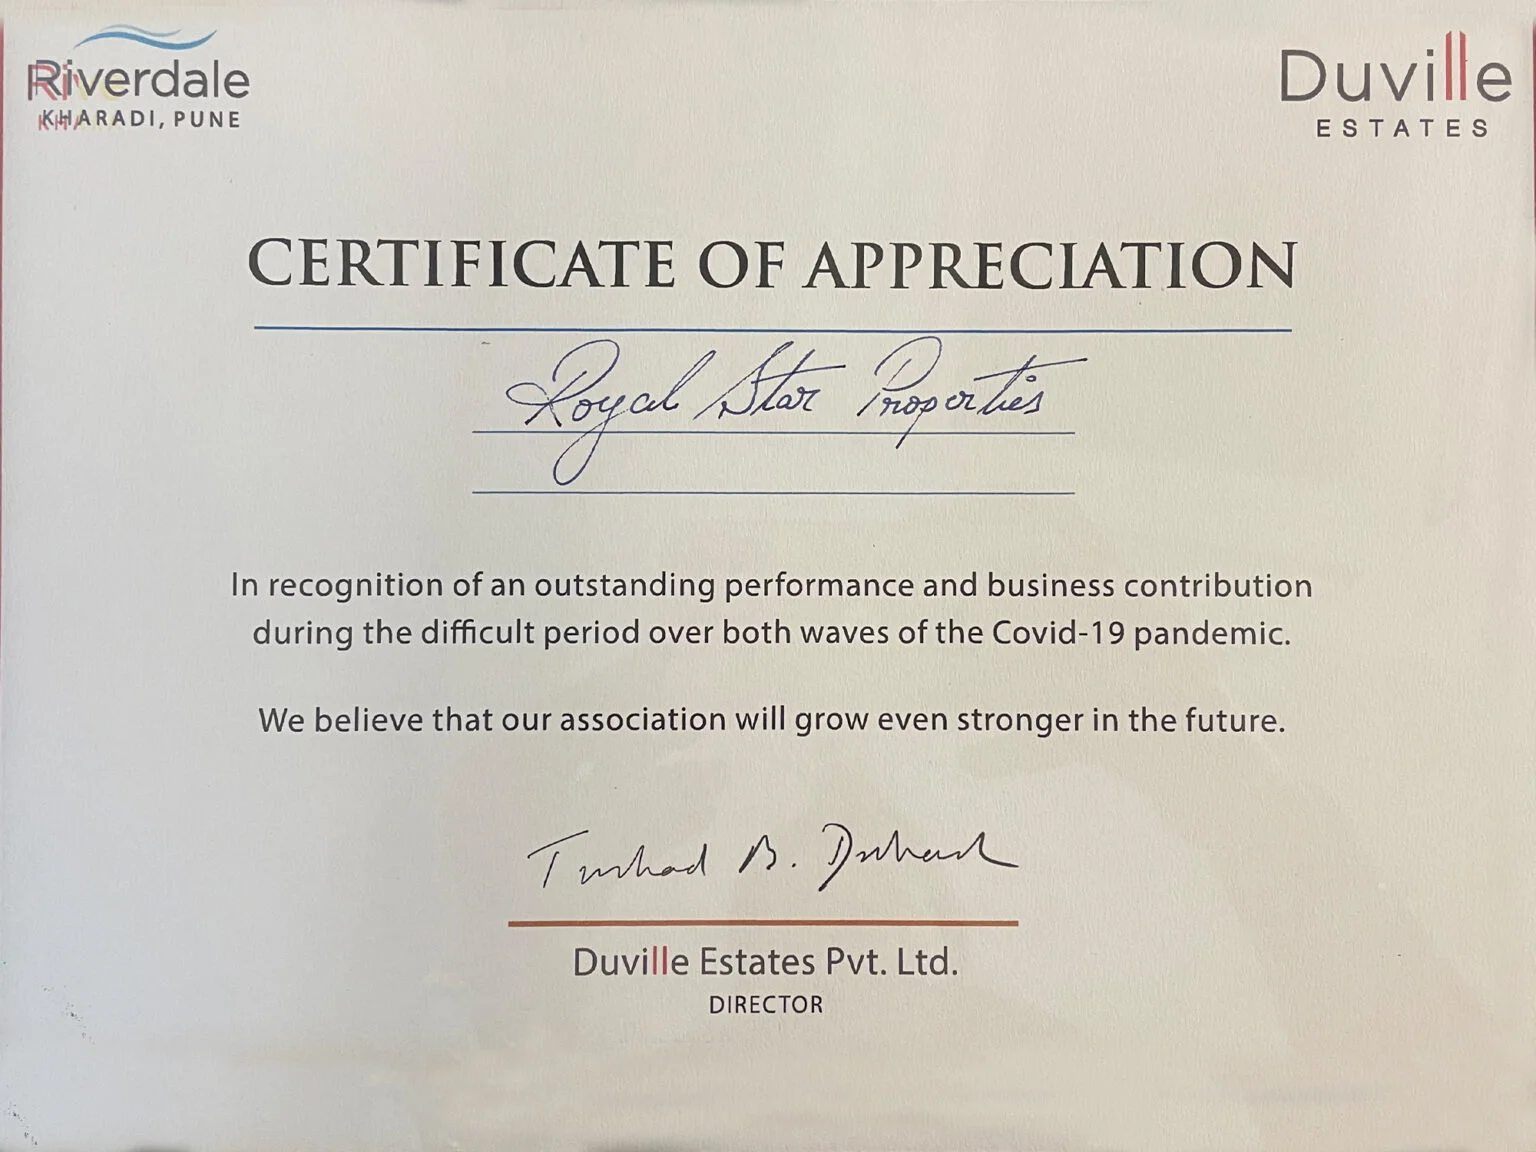 Riverdale
KHARADI, PUNE
Duville
ESTATES
CERTIFICATE OF APPRECIATION
Royal Star Properties
In recognition of an outstanding performance and business contribution
during the difficult period over both waves of the Covid-19 pandemic.
We believe that our association will grow even stronger in the future.
B.
Duville Estates Pvt. Ltd.
DIRECTOR